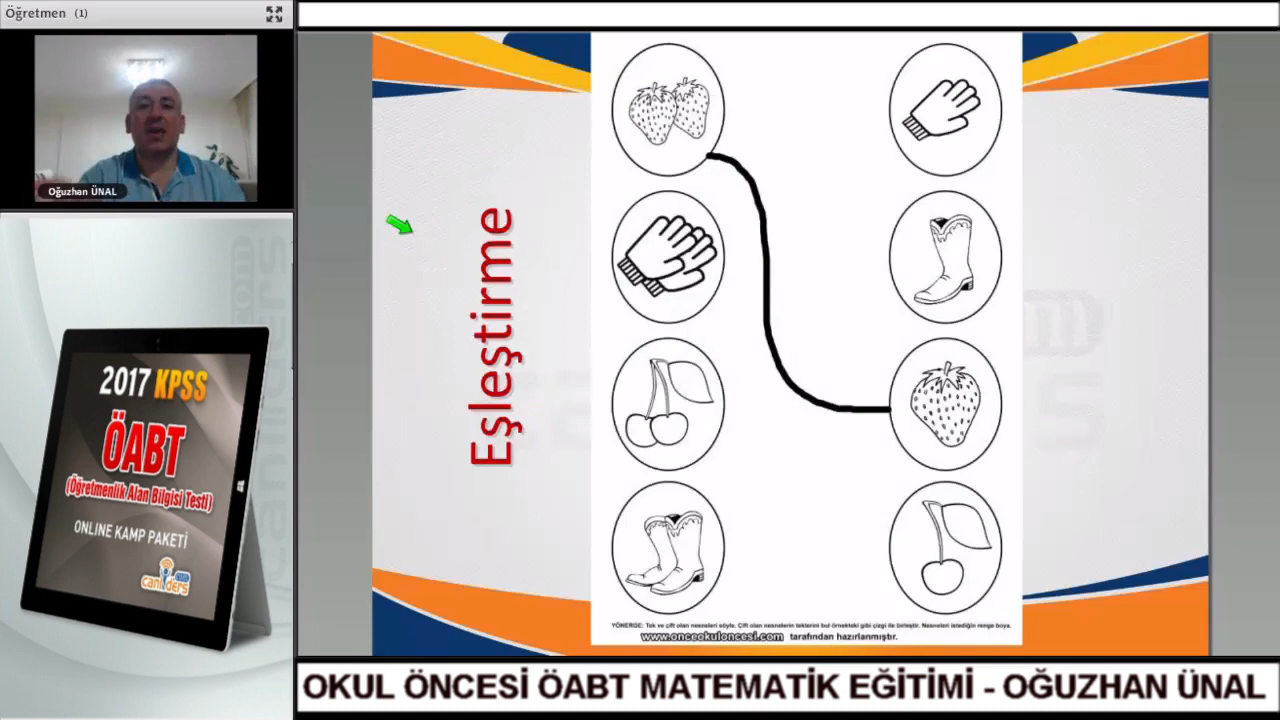 Öğretmen (1)
Oğuzhan ÜNAL
2017 KPSS
ÖABT
(Öğretmenlik Alan Bilgisi Testi)
ONLINE KAMP PAKETİ
canlıders
.com
Eşleştirme
YÖNERGE: Tek ve çift olan nesneleri söyle. Çift olan nesnelerin teklerini bul örnekteki gibi çizgi ile birleştir. Nesneleri istediğin renge boya.
www.onceokuloncesi.com tarafından hazırlanmıştır.
OKUL ÖNCESİ ÖABT MATEMATİK EĞİTİMİ - OĞUZHAN ÜNAL